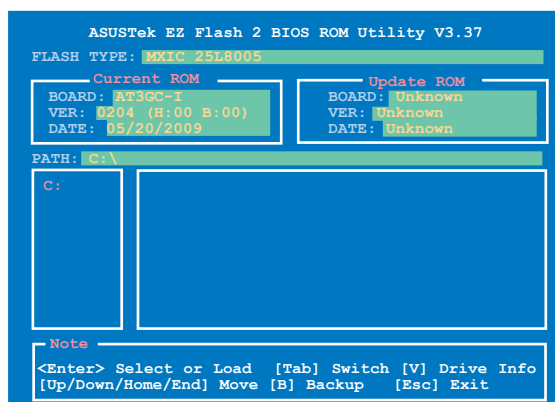 ASUSTek EZ Flash 2 BIOS ROM Utility V3.37
FLASH TYPE: MXIC 25L8005
Current ROM
BOARD: AT3GC-I
VER: 0204 (H:00 B:00)
DATE: 05/20/2009
Update ROM
BOARD: Unknown
VER: Unknown
DATE: Unknown
PATH: C:\
C:
Note
<Enter> Select or Load [Tab] Switch [V] Drive Info
[Up/Down/Home/End] Move [B] Backup [Esc] Exit